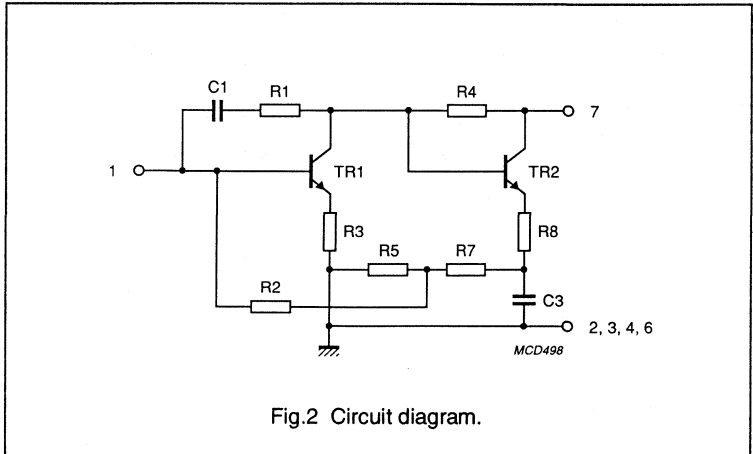 C1
R1
R4
7
1
TR1
TR2
R3
R8
R5
R7
R2
C3
2, 3, 4, 6
MCD498
Fig.2 Circuit diagram.